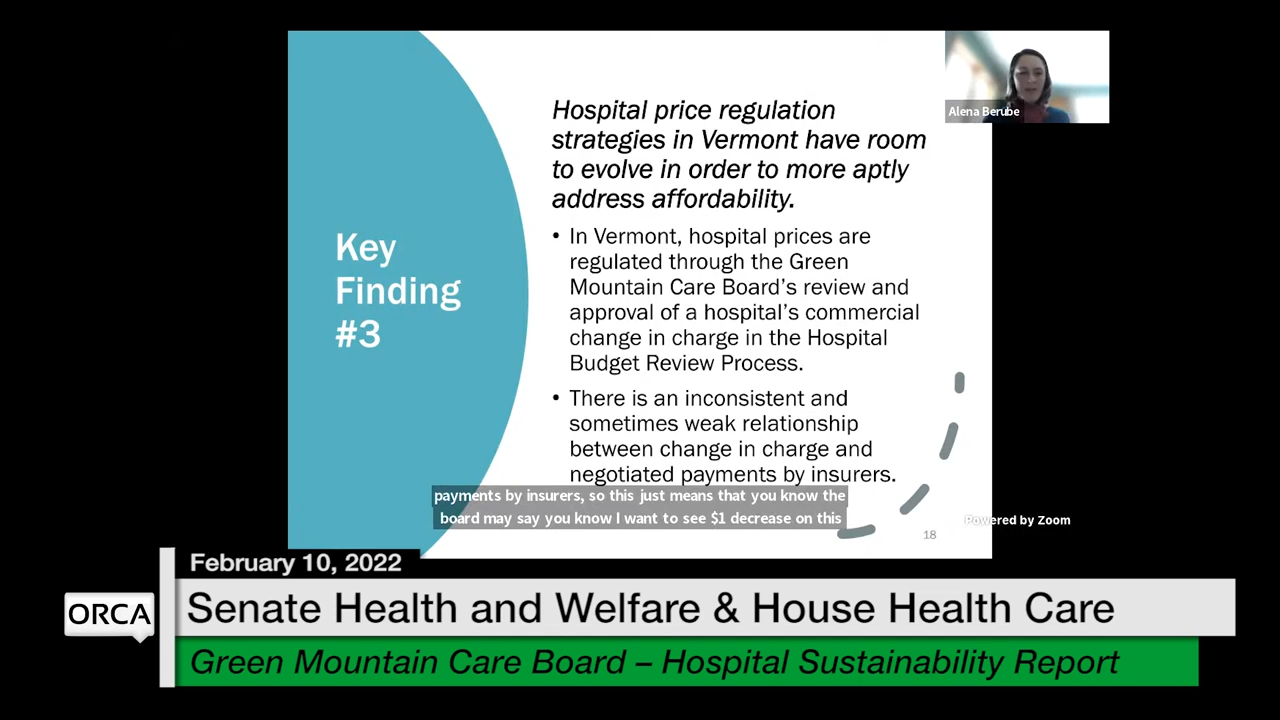 Alena Berube
Hospital price regulation
strategies in Vermont have room
to evolve in order to more aptly
address affordability.
Key
Finding
#3
• In Vermont, hospital prices are
regulated through the Green
Mountain Care Board's review and
approval of a hospital's commercial
change in charge in the Hospital
Budget Review Process.
• There is an inconsistent and
sometimes weak relationship
between change in charge and
negotiated payments by insurers.
payments by insurers, so this just means that you know the
board may say you know I want to see $1 decrease on this
18
Powered by Zoom
February 10, 2022
ORCA
Senate Health and Welfare & House Health Care
Green Mountain Care Board – Hospital Sustainability Report